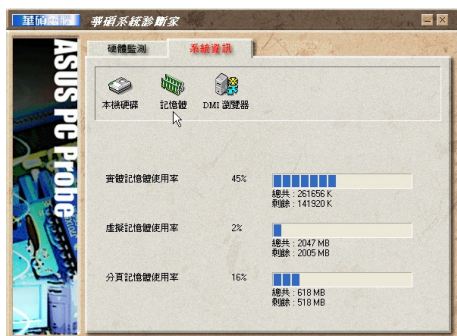 華碩電腦 華碩系統診斷家
ASUS PC Probe
硬體監測 系統資訊
本機硬碟 記憶體 DMI 瀏覽器
實體記憶體使用率 45%
總共 : 261656 K
剩餘 : 141920 K
虛擬記憶體使用率 2%
總共 : 2047 MB
剩餘 : 2005 MB
分頁記憶體使用率 16%
總共 : 618 MB
剩餘 : 518 MB